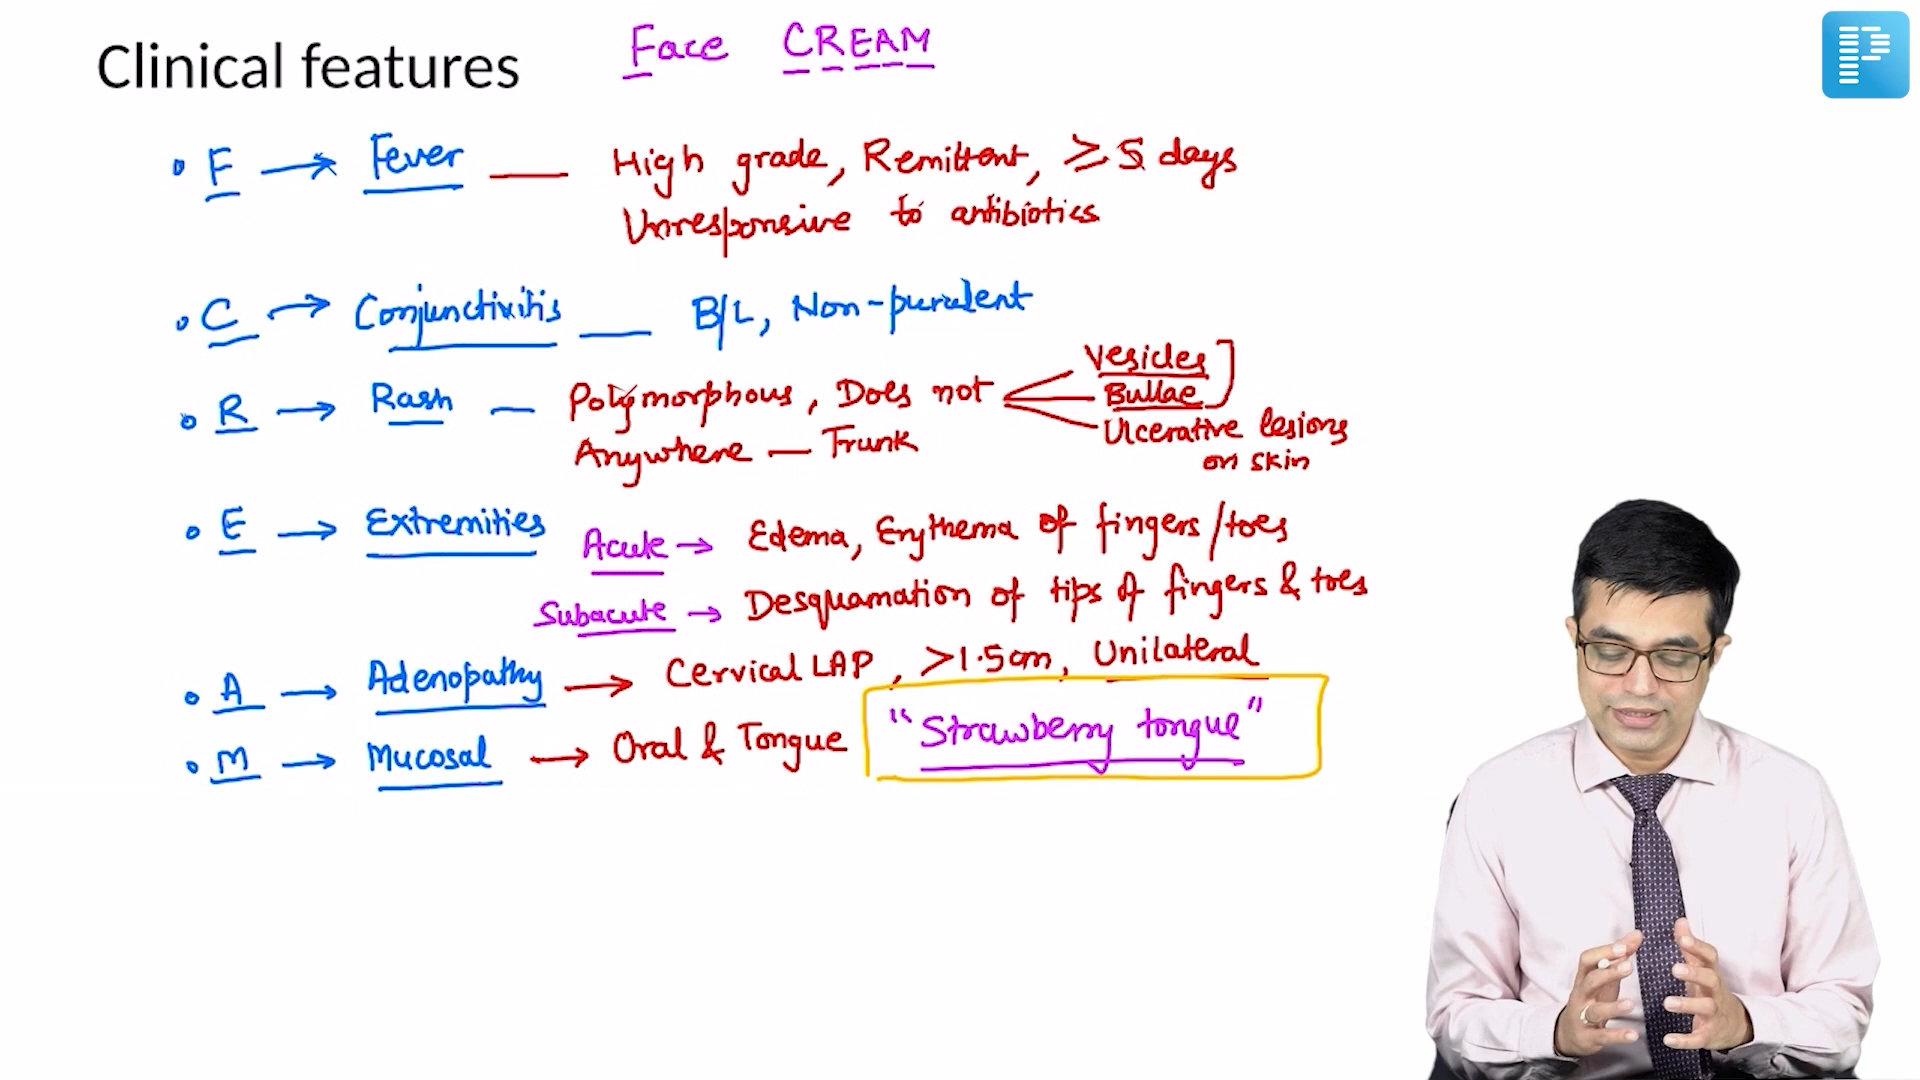 Clinical features
Face CREAM
F → Fever — High grade, Remittent, ≥ 5 days
Unresponsive to antibiotics
C → Conjunctivitis — B/L, Non-purulent
R → Rash — Polymorphous, Does not
Vesicles
Bullae
Ulcerative lesions
on skin
Anywhere — Trunk
E → Extremities
Acute → Edema, Erythema of fingers/toes
Subacute → Desquamation of tips of fingers & toes
A → Adenopathy → Cervical LAP, >1.5cm, Unilateral
M → Mucosal → Oral & Tongue "Strawberry tongue"